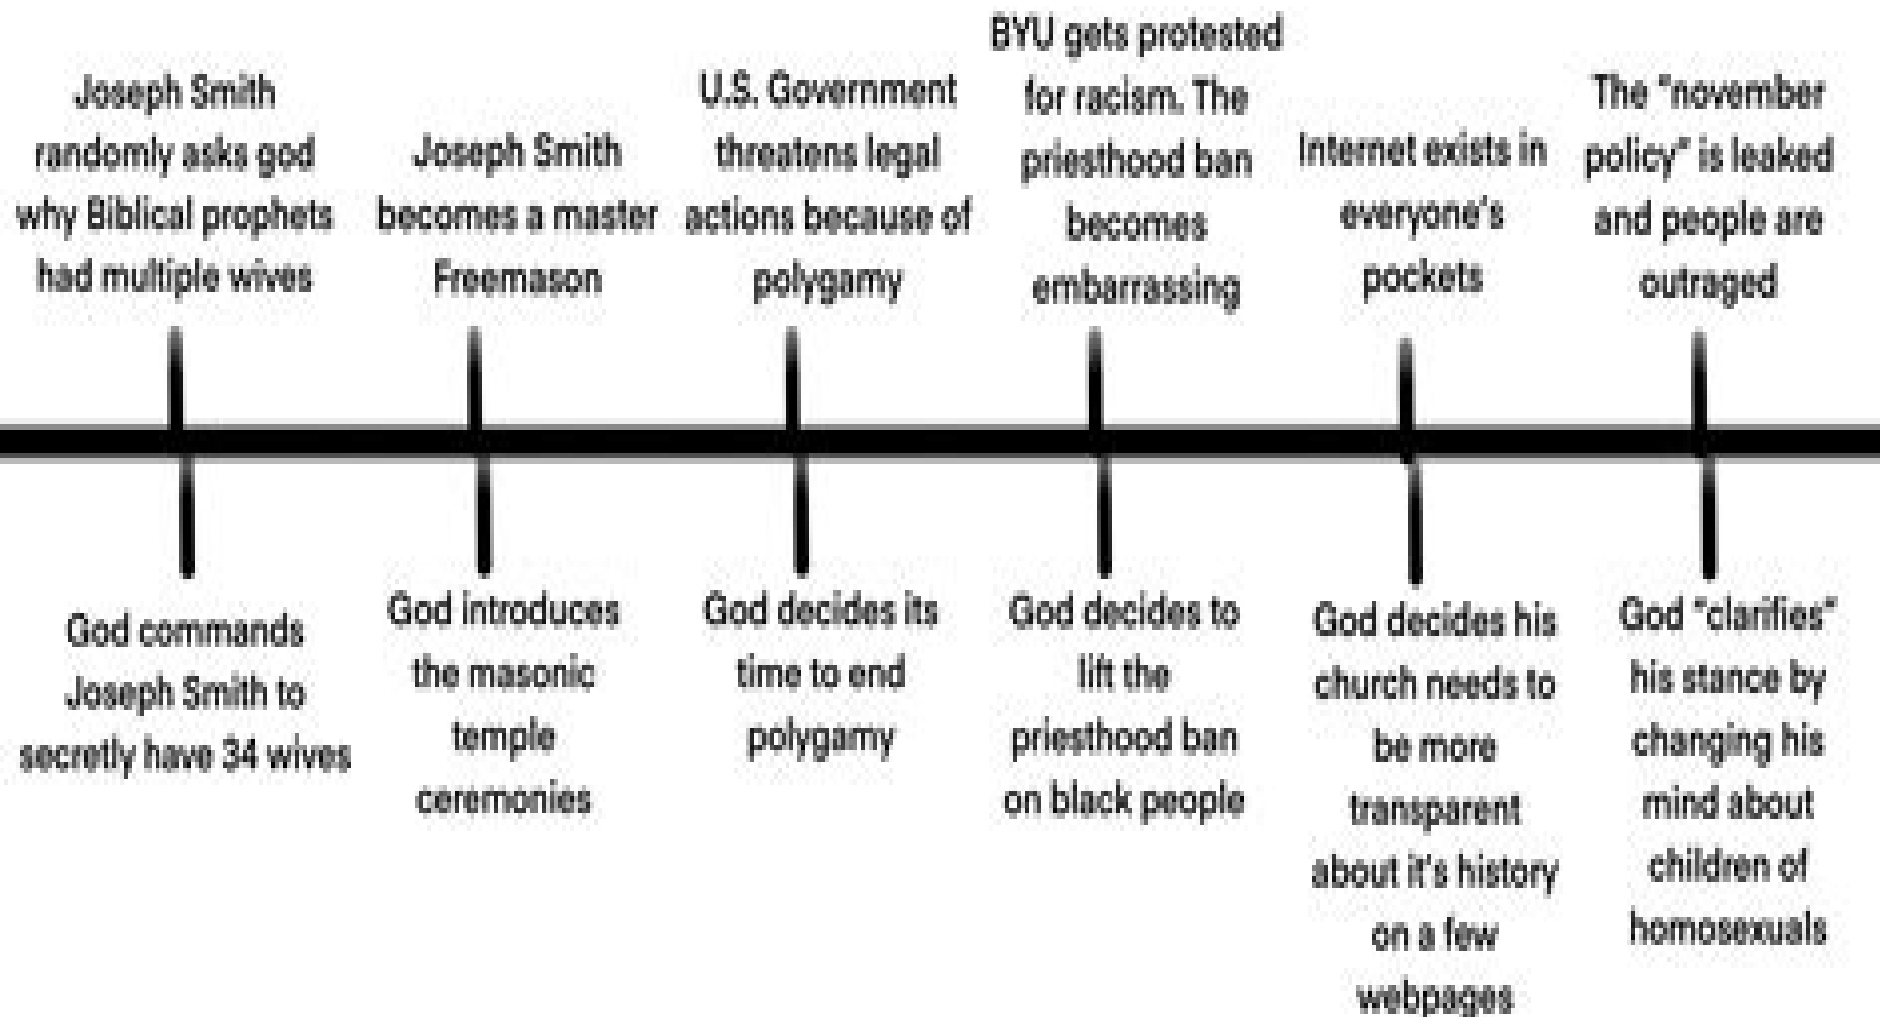 Joseph Smith
randomly asks god
why Biblical prophets
had multiple wives
Joseph Smith
becomes a master
Freemason
U.S. Government
threatens legal
actions because of
polygamy
BYU gets protested
for racism. The
priesthood ban
becomes
embarrassing
Internet exists in
everyone's
pockets
The "november
policy" is leaked
and people are
outraged
God commands
Joseph Smith to
secretly have 34 wives
God introduces
the masonic
temple
ceremonies
God decides its
time to end
polygamy
God decides to
lift the
priesthood ban
on black people
God decides his
church needs to
be more
transparent
about it's history
on a few
webpages
God "clarifies"
his stance by
changing his
mind about
children of
homosexuals